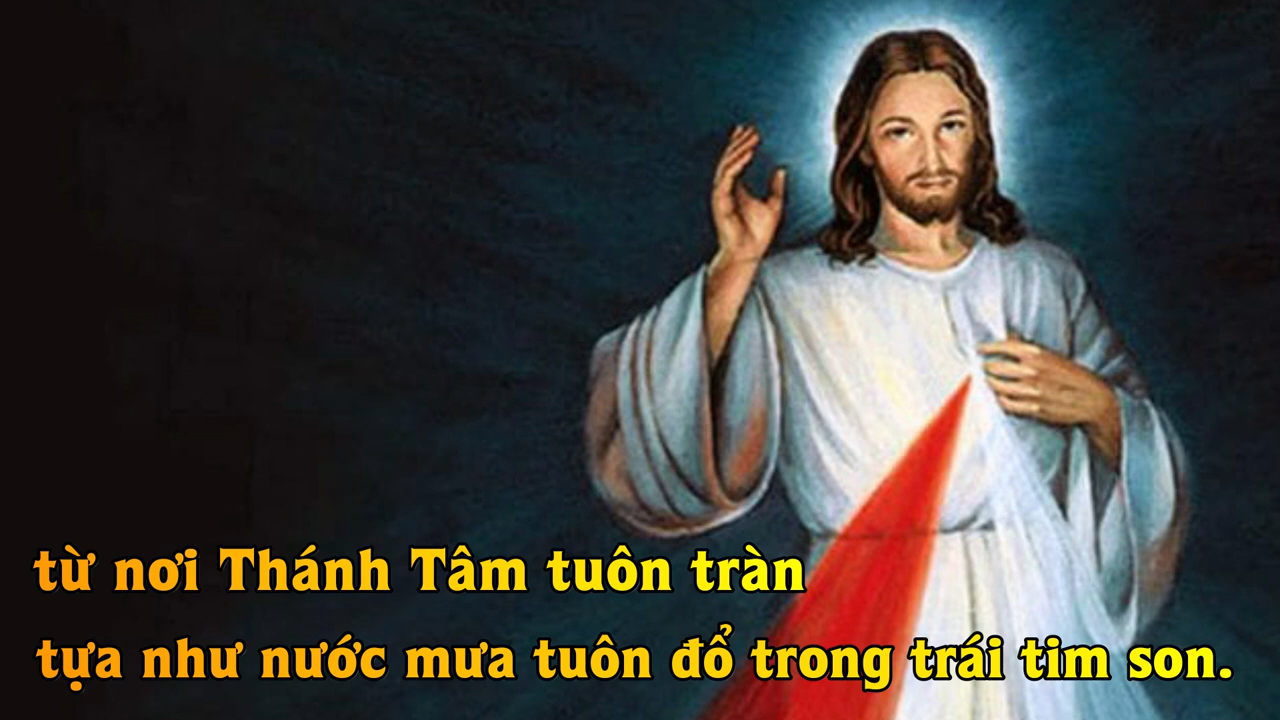 từ nơi Thánh Tâm tuôn tràn
tựa như nước mưa tuôn đổ trong trái tim son.